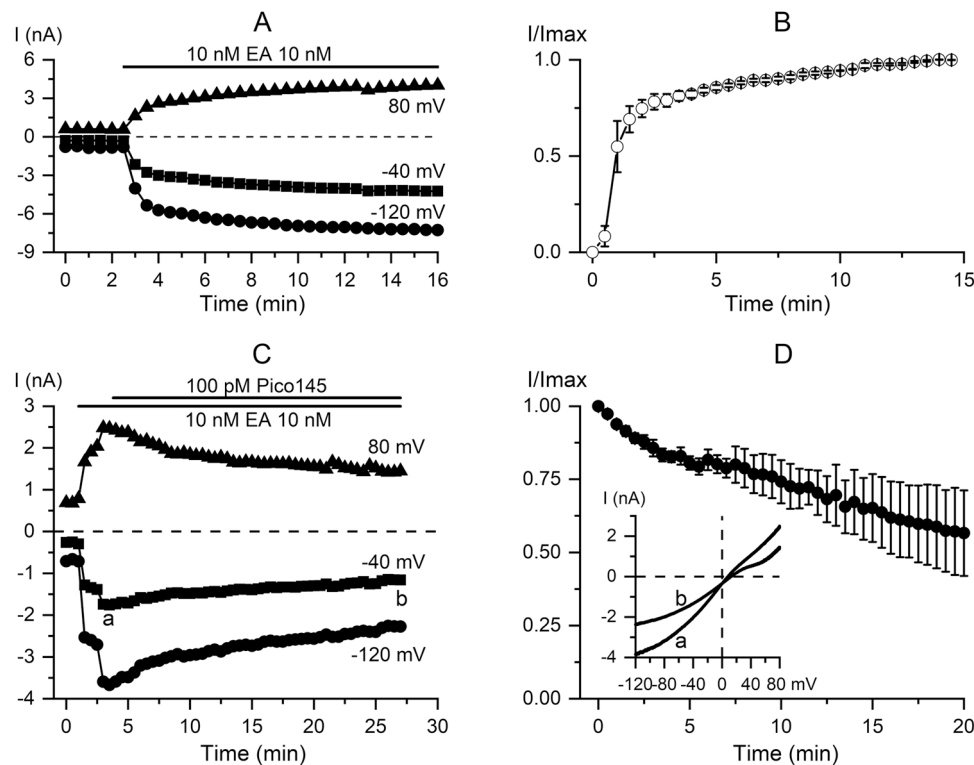 A
I (nA)
10 nM EA 10 nM
6
3
0
-3
-6
-9
80 mV
-40 mV
-120 mV
0 2 4 6 8 10 12 14 16
Time (min)
B
I/Imax
1.0
0.5
0.0
0 5 10 15
Time (min)
C
I (nA)
100 pM Pico145
10 nM EA 10 nM
3
2
1
0
-1
-2
-3
-4
80 mV
-40 mV
a
b
-120 mV
0 5 10 15 20 25 30
Time (min)
D
I/Imax
1.00
0.75
0.50
0.25
0.00
I (nA)
2
0
-2
-4
b
a
-120 -80 -40 0 40 80 mV
0 5 10 15 20
Time (min)